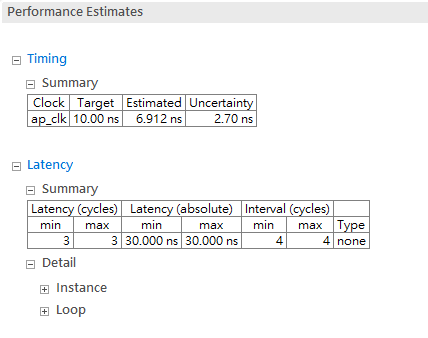 Performance Estimates
Timing
Summary
Clock Target Estimated Uncertainty
ap_clk 10.00 ns 6.912 ns 2.70 ns
Latency
Summary
Latency (cycles) Latency (absolute) Interval (cycles)
min max min max min max Type
3 3 30.000 ns 30.000 ns 4 4 none
Detail
Instance
Loop